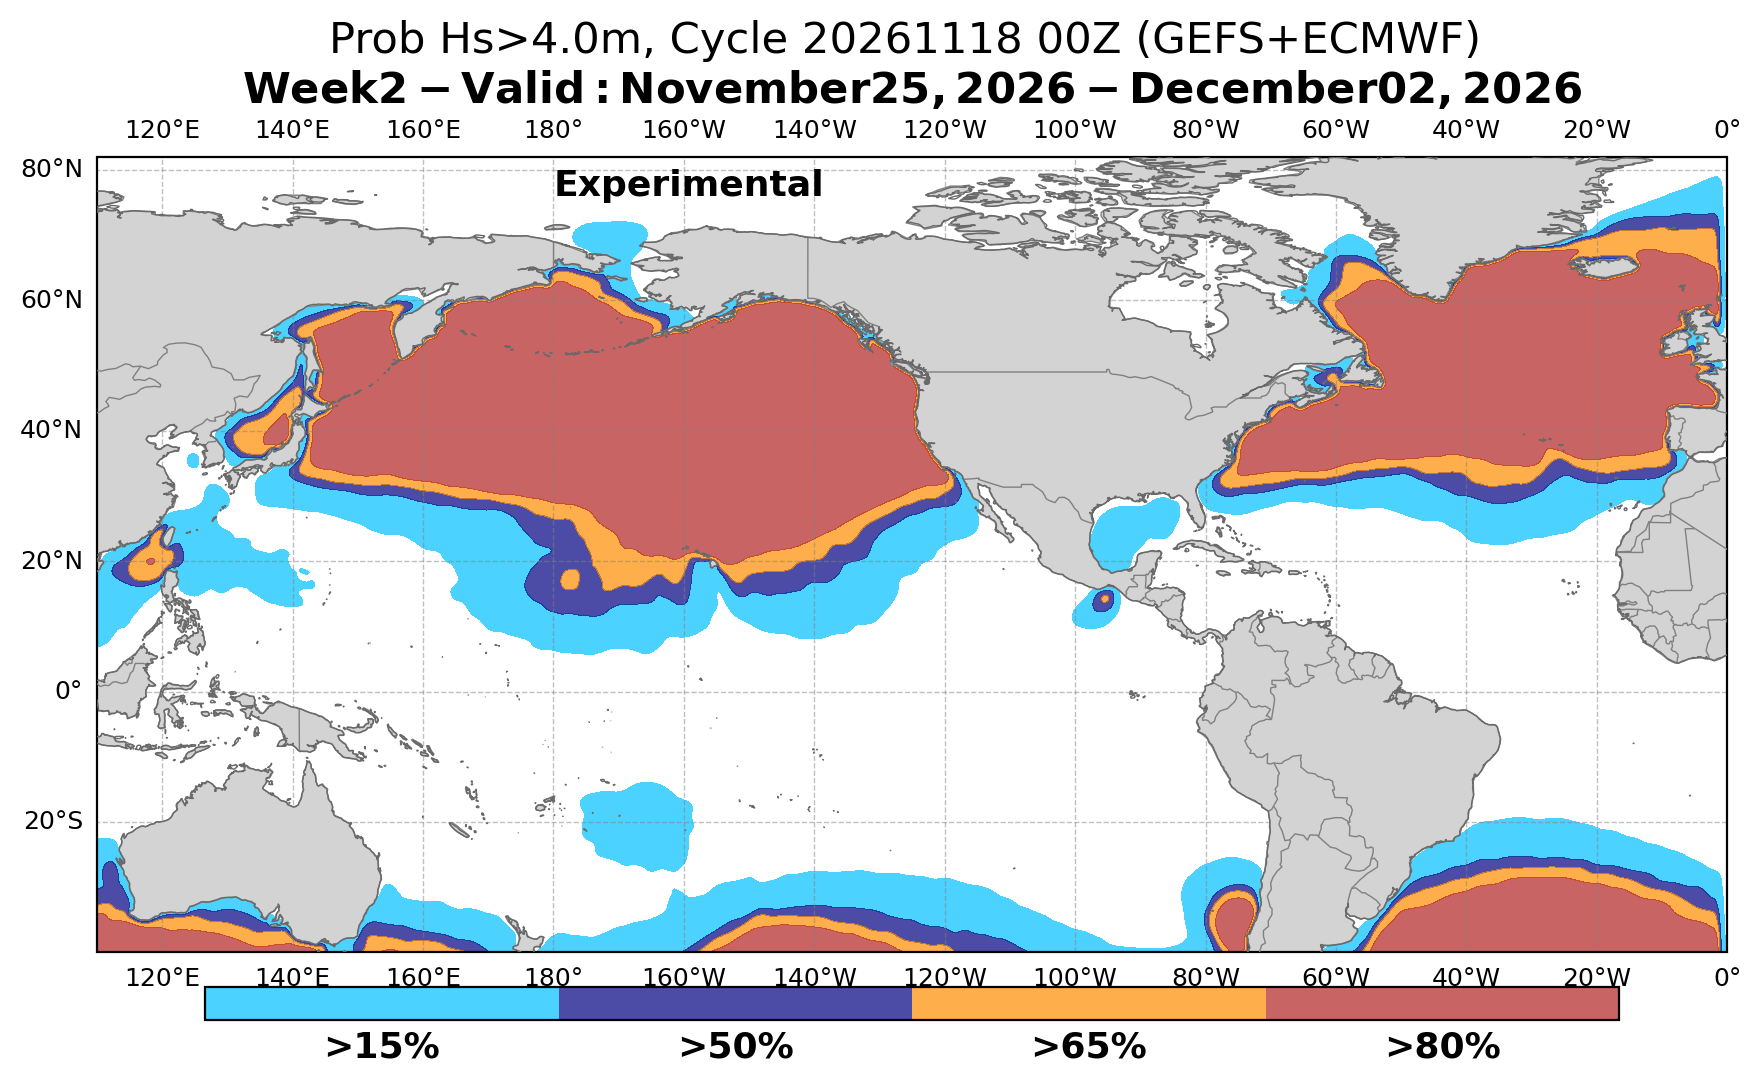 Prob Hs>4.0m, Cycle 20261118 00Z (GEFS+ECMWF)
Week2 − Valid : November25, 2026 − December02, 2026
120°E 140°E 160°E 180° 160°W 140°W 120°W 100°W 80°W 60°W 40°W 20°W 0°
80°N
Experimental
60°N
40°N
20°N
0°
20°S
120°E 140°E 160°E 180° 160°W 140°W 120°W 100°W 80°W 60°W 40°W 20°W 0°
>15% >50% >65% >80%